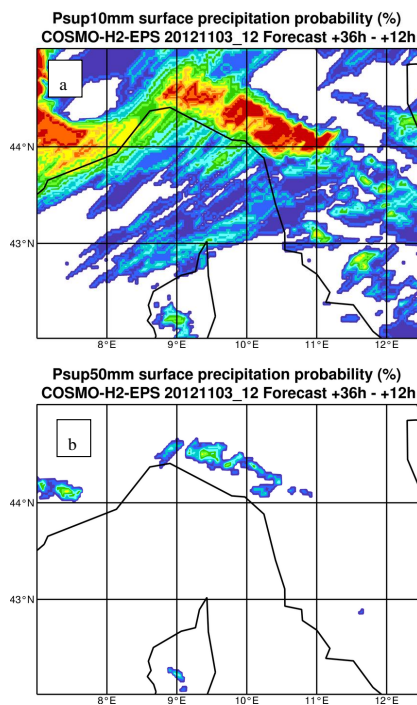 Psup10mm surface precipitation probability (%)
COSMO-H2-EPS 20121103_12 Forecast +36h - +12h
a
44°N
43°N
8°E 9°E 10°E 11°E 12°E
Psup50mm surface precipitation probability (%)
COSMO-H2-EPS 20121103_12 Forecast +36h - +12h
b
44°N
43°N
8°E 9°E 10°E 11°E 12°E